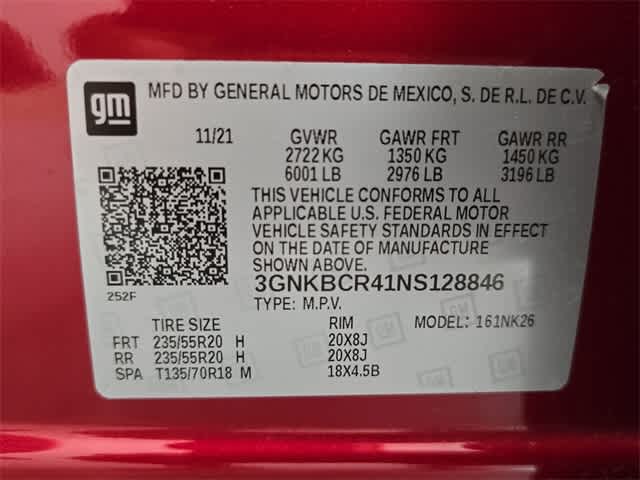 gm MFD BY GENERAL MOTORS DE MEXICO, S. DE R.L. DE C.V.
11/21 GVWR GAWR FRT GAWR RR
2722 KG 1350 KG 1450 KG
6001 LB 2976 LB 3196 LB
THIS VEHICLE CONFORMS TO ALL
APPLICABLE U.S. FEDERAL MOTOR
VEHICLE SAFETY STANDARDS IN EFFECT
ON THE DATE OF MANUFACTURE
SHOWN ABOVE.
3GNKBCR41NS128846
252F
TYPE: M.P.V.
TIRE SIZE RIM MODEL: 161NK26
FRT 235/55R20 H 20X8J
RR 235/55R20 H 20X8J
SPA T135/70R18 M 18X4.5B